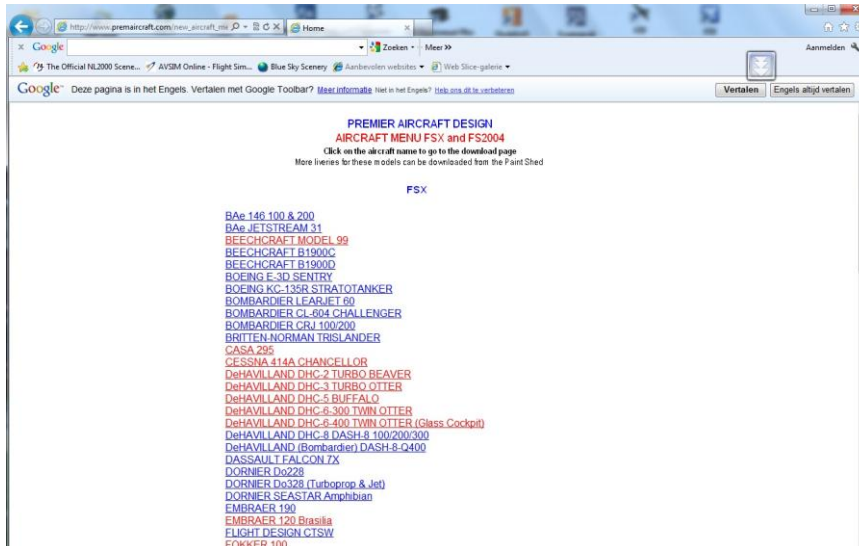 http://www.premaircraft.com/new_aircraft_me
Home
Google
Zoeken
Meer >>
Aanmelden
The Official NL2000 Scene...
AVSIM Online - Flight Sim...
Blue Sky Scenery
Aanbevolen websites
Web Slice-galerie
Google™ Deze pagina is in het Engels. Vertalen met Google Toolbar? Meer informatie Niet in het Engels? Help ons dit te verbeteren
Vertalen
Engels altijd vertalen
PREMIER AIRCRAFT DESIGN
AIRCRAFT MENU FSX and FS2004
Click on the aircraft name to go to the download page
More liveries for these models can be downloaded from the Paint Shed
FSX
BAe 146 100 & 200
BAe JETSTREAM 31
BEECHCRAFT MODEL 99
BEECHCRAFT B1900C
BEECHCRAFT B1900D
BOEING E-3D SENTRY
BOEING KC-135R STRATOTANKER
BOMBARDIER LEARJET 60
BOMBARDIER CL-604 CHALLENGER
BOMBARDIER CRJ 100/200
BRITTEN-NORMAN TRISLANDER
CASA 295
CESSNA 414A CHANCELLOR
DeHAVILLAND DHC-2 TURBO BEAVER
DeHAVILLAND DHC-3 TURBO OTTER
DeHAVILLAND DHC-5 BUFFALO
DeHAVILLAND DHC-6-300 TWIN OTTER
DeHAVILLAND DHC-6-400 TWIN OTTER (Glass Cockpit)
DeHAVILLAND DHC-8 DASH-8 100/200/300
DeHAVILLAND (Bombardier) DASH-8-Q400
DASSAULT FALCON 7X
DORNIER Do228
DORNIER Do328 (Turboprop & Jet)
DORNIER SEASTAR Amphibian
EMBRAER 190
EMBRAER 120 Brasilia
FLIGHT DESIGN CTSW
FOKKER 100